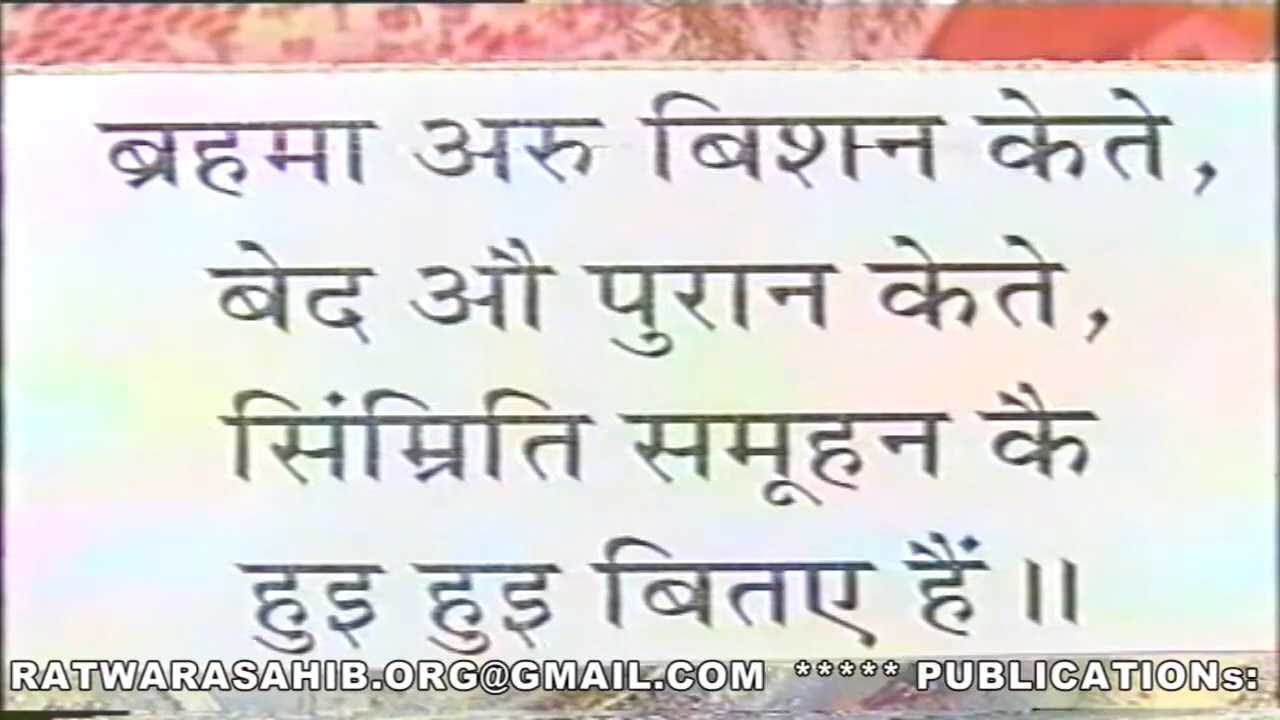 ब्रहमा अरु बिशन केते,
बेद औ पुरान केते,
सिंम्रिति समूहन कै
हुइ हुइ बितए हैं॥
RATWARASAHIB.ORG@GMAIL.COM ***** PUBLICATIONs: